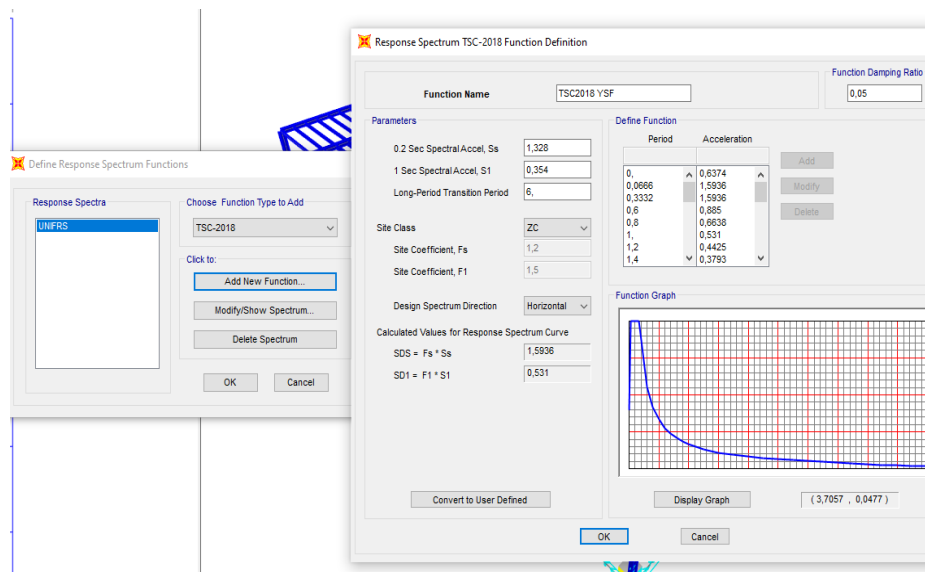 Define Response Spectrum Functions
Response Spectra
UNIFRS
Choose Function Type to Add
TSC-2018
Click to:
Add New Function...
Modify/Show Spectrum...
Delete Spectrum
OK
Cancel
Response Spectrum TSC-2018 Function Definition
Function Name
TSC2018 YSF
Function Damping Ratio
0,05
Parameters
0.2 Sec Spectral Accel, Ss
1,328
1 Sec Spectral Accel, S1
0,354
Long-Period Transition Period
6,
Site Class
ZC
Site Coefficient, Fs
1,2
Site Coefficient, F1
1,5
Design Spectrum Direction
Horizontal
Calculated Values for Response Spectrum Curve
SDS = Fs * Ss
1,5936
SD1 = F1 * S1
0,531
Convert to User Defined
Define Function
Period
Acceleration
0, 0,6374
0,0666 1,5936
0,3332 1,5936
0,6 0,885
0,8 0,6638
1, 0,531
1,2 0,4425
1,4 0,3793
Add
Modify
Delete
Function Graph
Display Graph
( 3,7057 , 0,0477 )
OK
Cancel